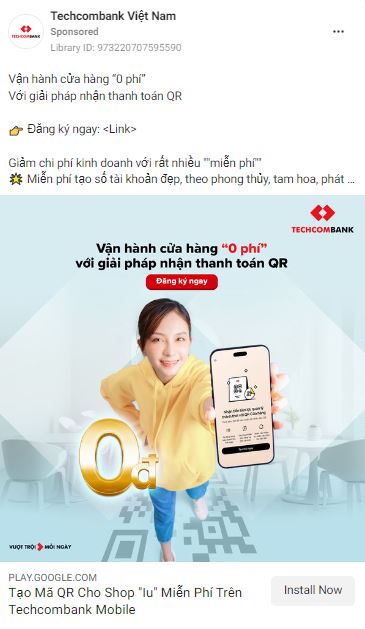 Techcombank Việt Nam
Sponsored
Library ID: 973220707595590
Vận hành cửa hàng “0 phí”
Với giải pháp nhận thanh toán QR
👉 Đăng ký ngay: <Link>
Giảm chi phí kinh doanh với rất nhiều "“miễn phí”"
💥 Miễn phí tạo số tài khoản đẹp, theo phong thủy, tam hoa, phát ...
TECHCOMBANK
Vận hành cửa hàng “0 phí”
với giải pháp nhận thanh toán QR
Đăng ký ngay
0đ
VƯỢT TRỘI MỖI NGÀY
PLAY.GOOGLE.COM
Tạo Mã QR Cho Shop "Iu" Miễn Phí Trên
Techcombank Mobile
Install Now